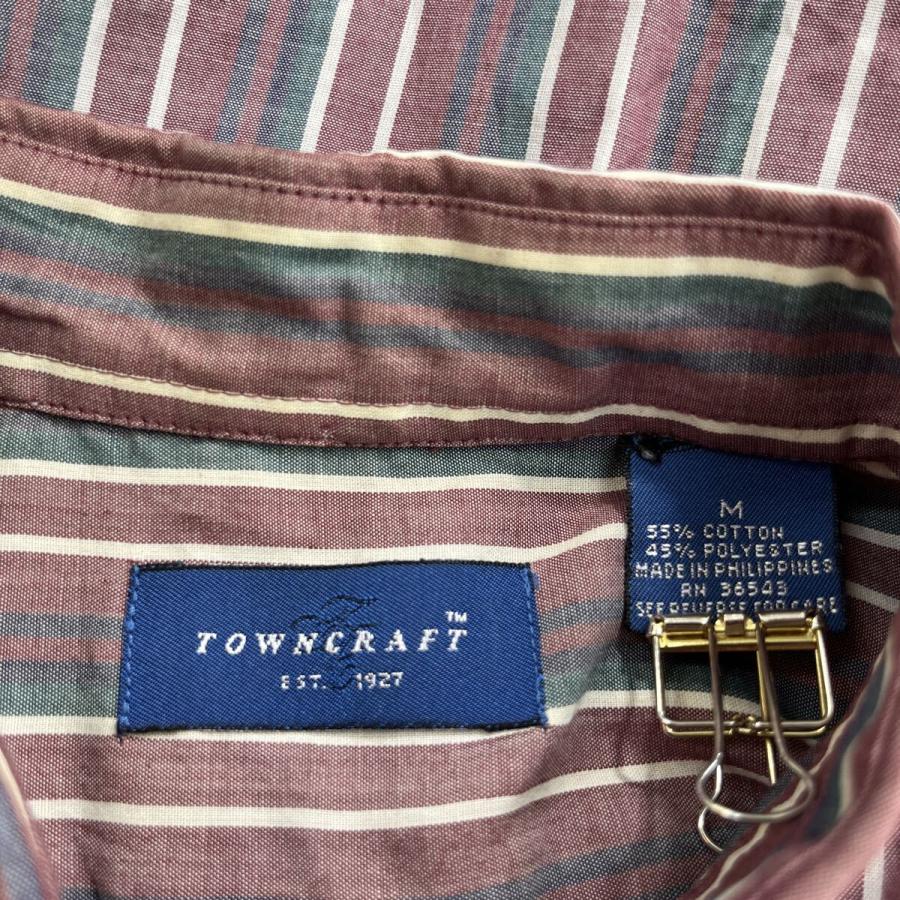 M
55% COTTON
45% POLYESTER
MADE IN PHILIPPINES
RN 36543
SEE REVERSE FOR CARE
TOWNCRAFT™
EST. 1927